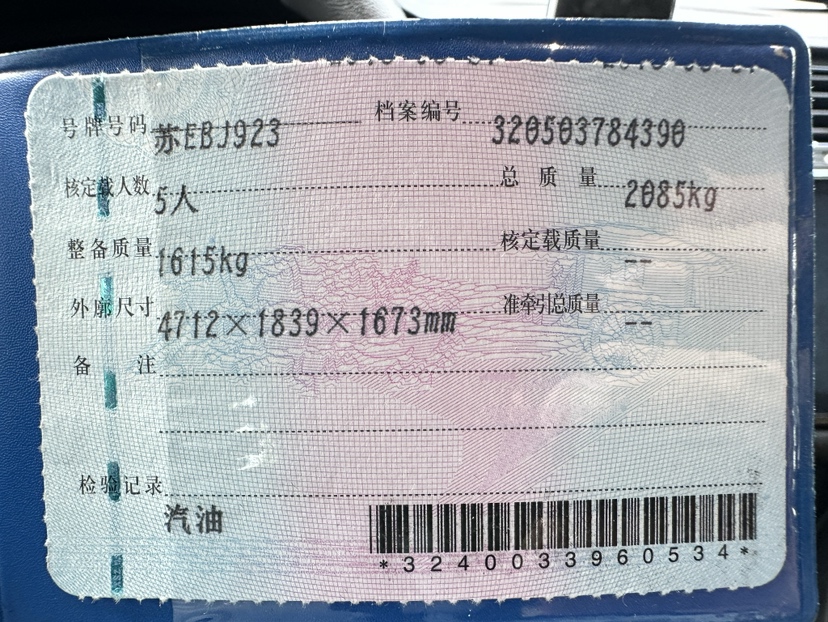 号牌号码 苏EBJ923 档案编号 320503784390
核定载人数 5人 总质量 2085kg
整备质量 1615kg 核定载质量 --
外廓尺寸 4712×1839×1673mm 准牵引总质量 --
备注
检验记录
汽油
*3240033960534*